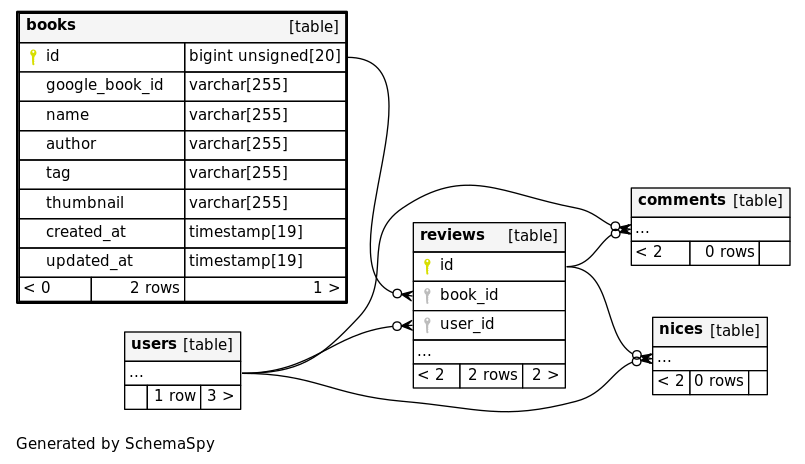 books [table]
id bigint unsigned[20]
google_book_id varchar[255]
name varchar[255]
author varchar[255]
tag varchar[255]
thumbnail varchar[255]
created_at timestamp[19]
updated_at timestamp[19]
< 0 2 rows 1 >
comments [table]
...
< 2 0 rows
reviews [table]
id
book_id
user_id
...
< 2 2 rows 2 >
nices [table]
...
< 2 0 rows
users [table]
...
1 row 3 >
Generated by SchemaSpy